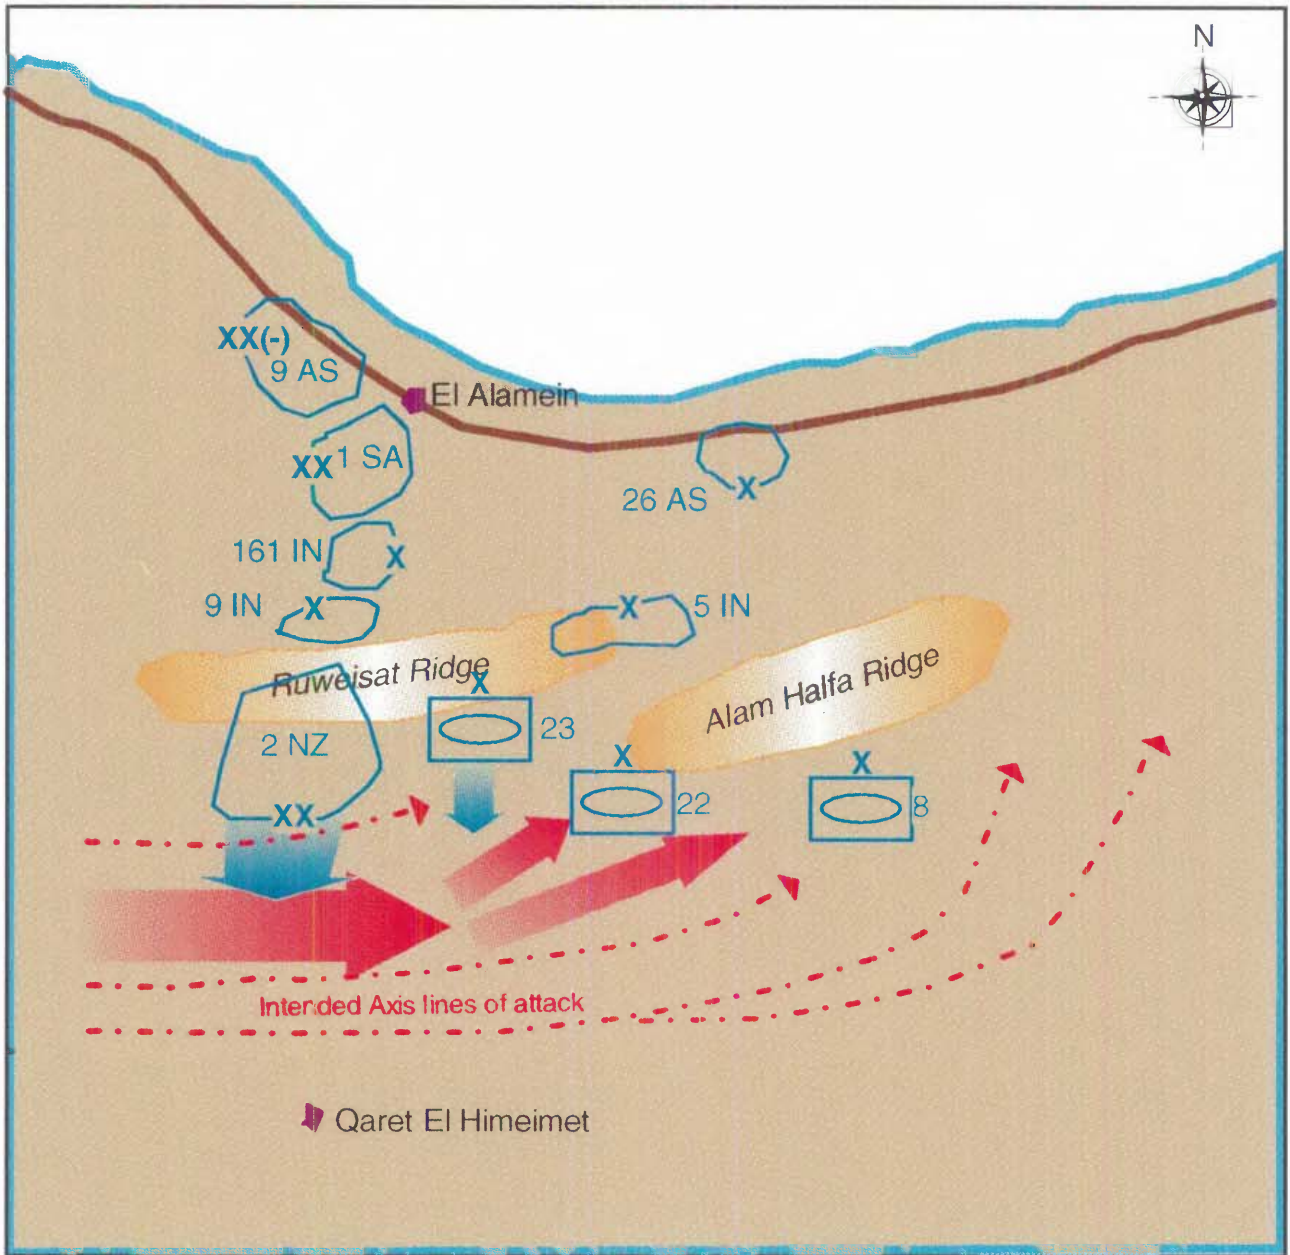 N
XX(-)
9 AS
El Alamein
XX 1 SA
26 AS
X
161 IN
X
9 IN
X
X
5 IN
Ruweisat Ridge
X
Alam Halfa Ridge
2 NZ
23
X
X
XX
22
8
Intended Axis lines of attack
Qaret El Himeimet